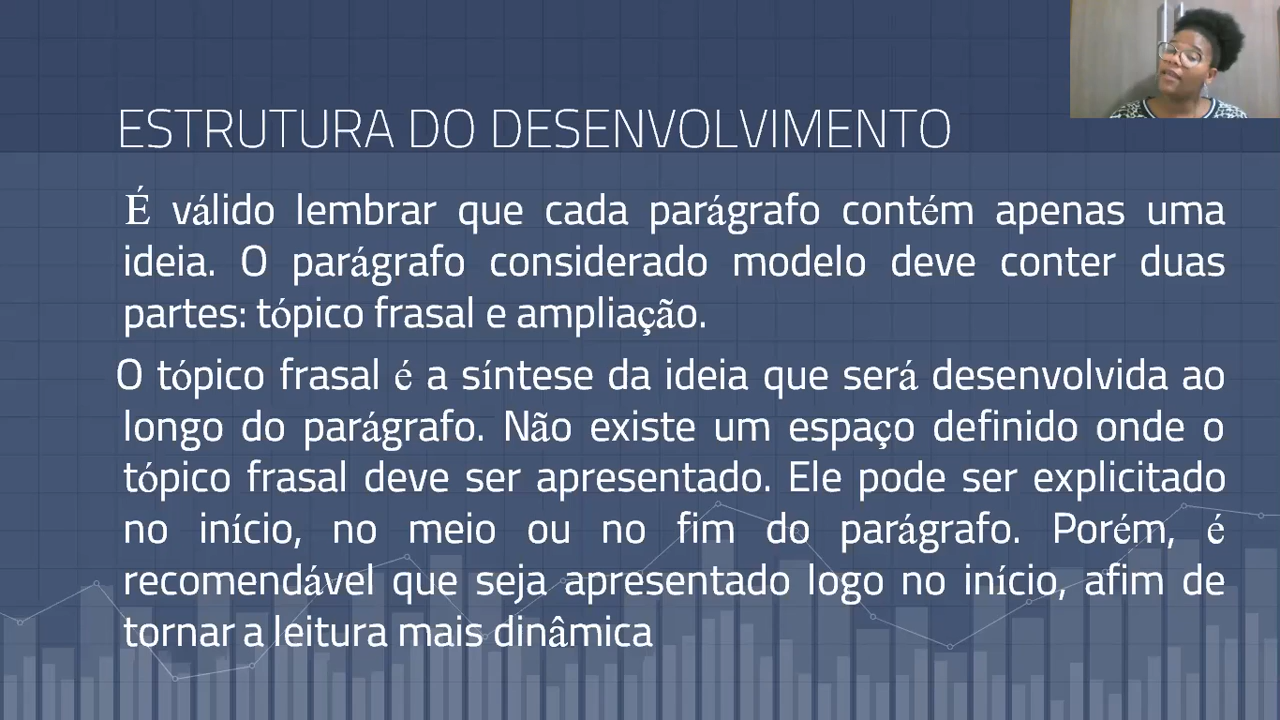 ESTRUTURA DO DESENVOLVIMENTO
É válido lembrar que cada parágrafo contém apenas uma
ideia. O parágrafo considerado modelo deve conter duas
partes: tópico frasal e ampliação.
O tópico frasal é a síntese da ideia que será desenvolvida ao
longo do parágrafo. Não existe um espaço definido onde o
tópico frasal deve ser apresentado. Ele pode ser explicitado
no início, no meio ou no fim do parágrafo. Porém, é
recomendável que seja apresentado logo no início, afim de
tornar a leitura mais dinâmica